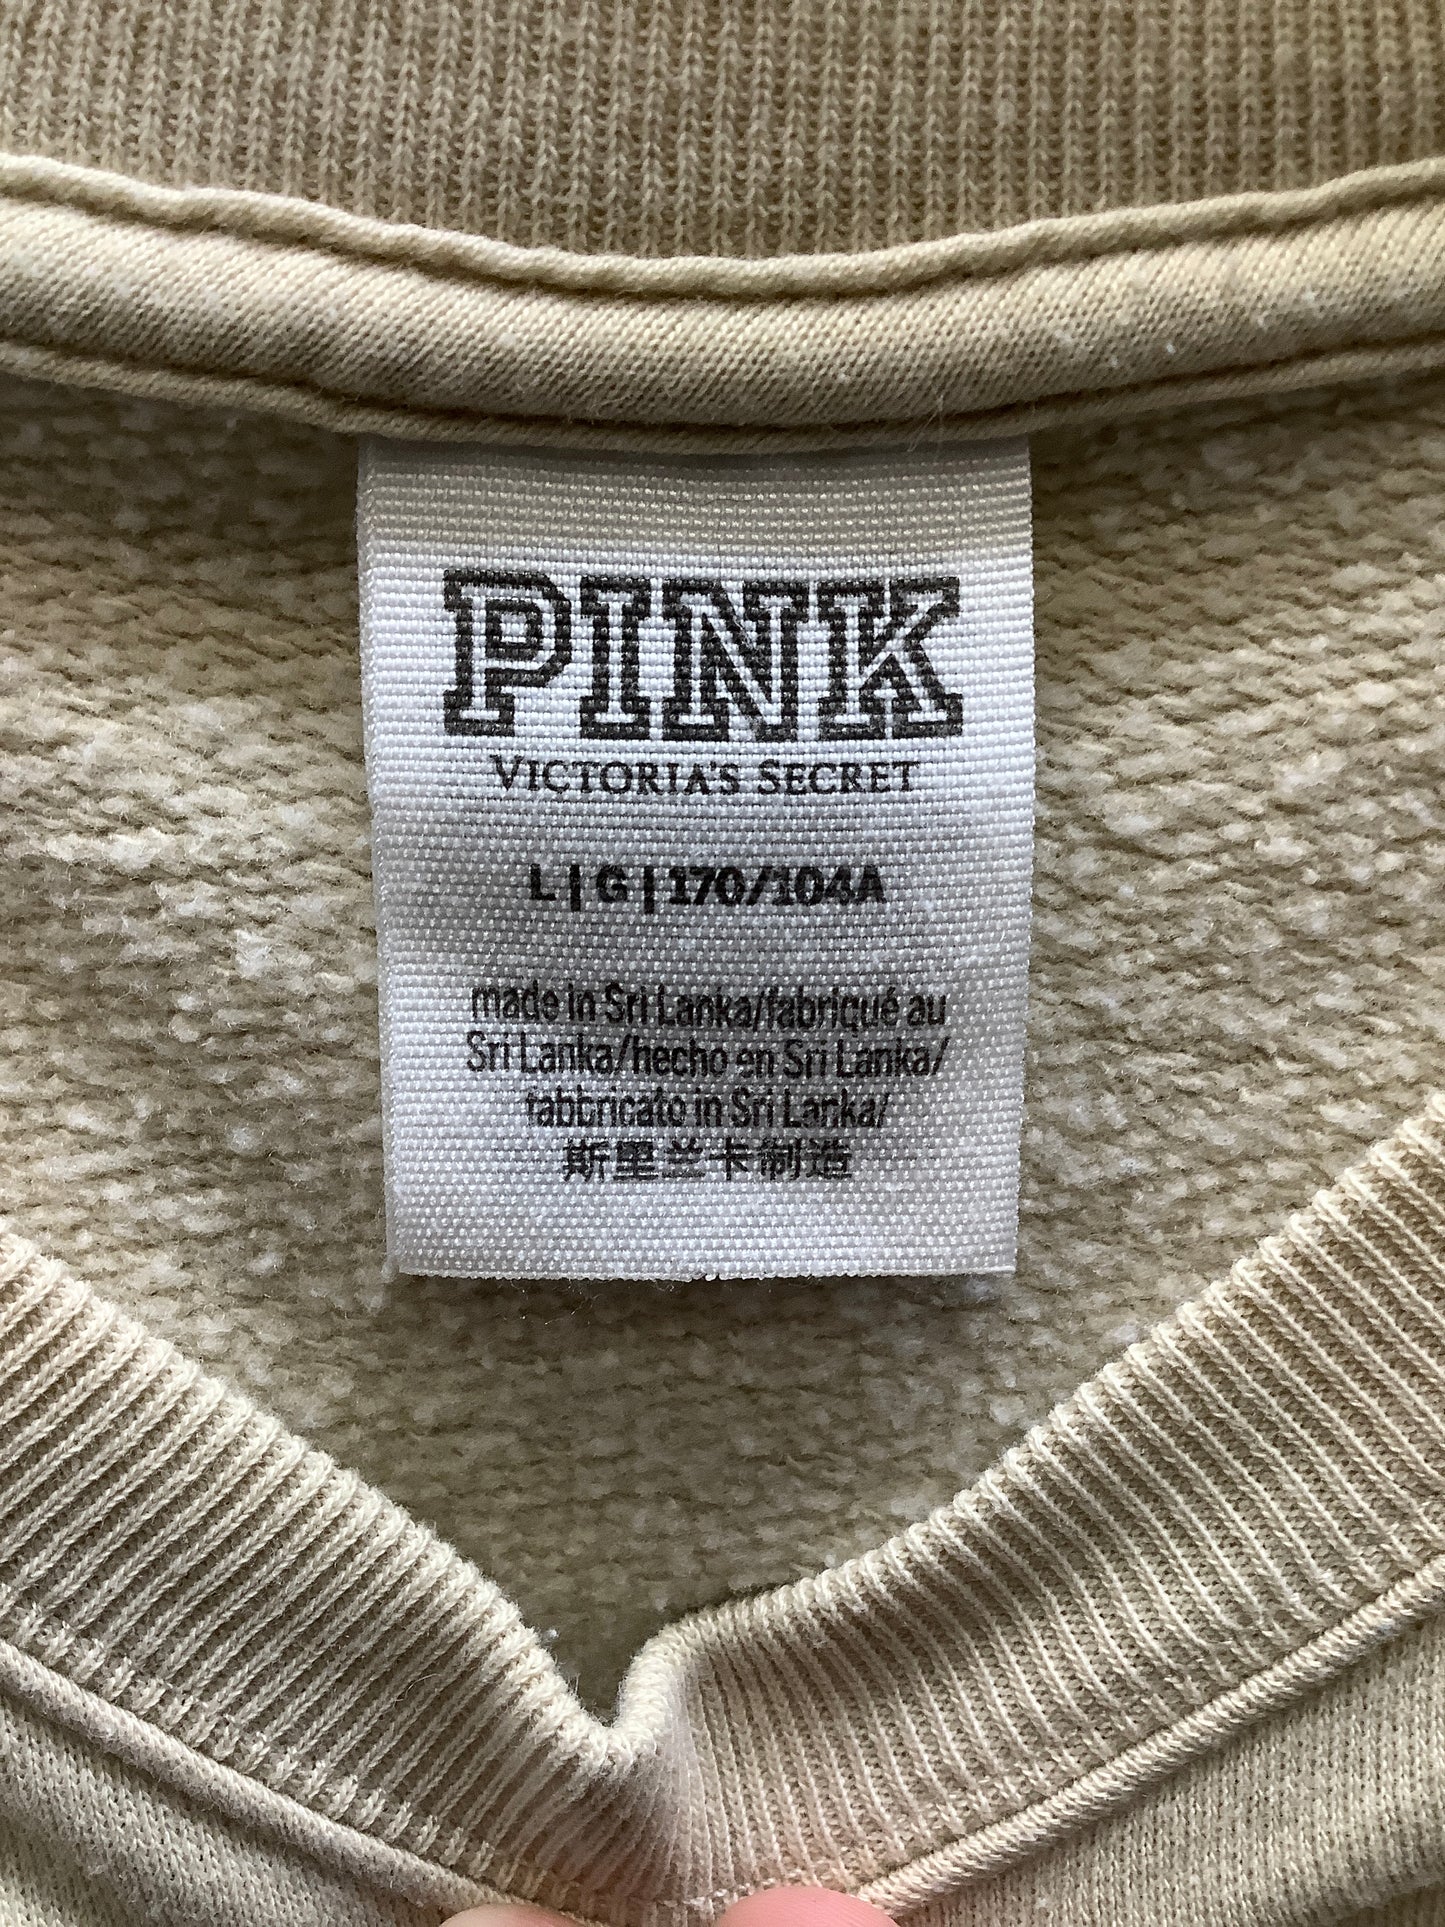 PINK
VICTORIA'S SECRET
L | G | 170/104A
made in Sri Lanka/fabriqué au
Sri Lanka/hecho en Sri Lanka/
fabbricato in Sri Lanka/
斯里兰卡制造